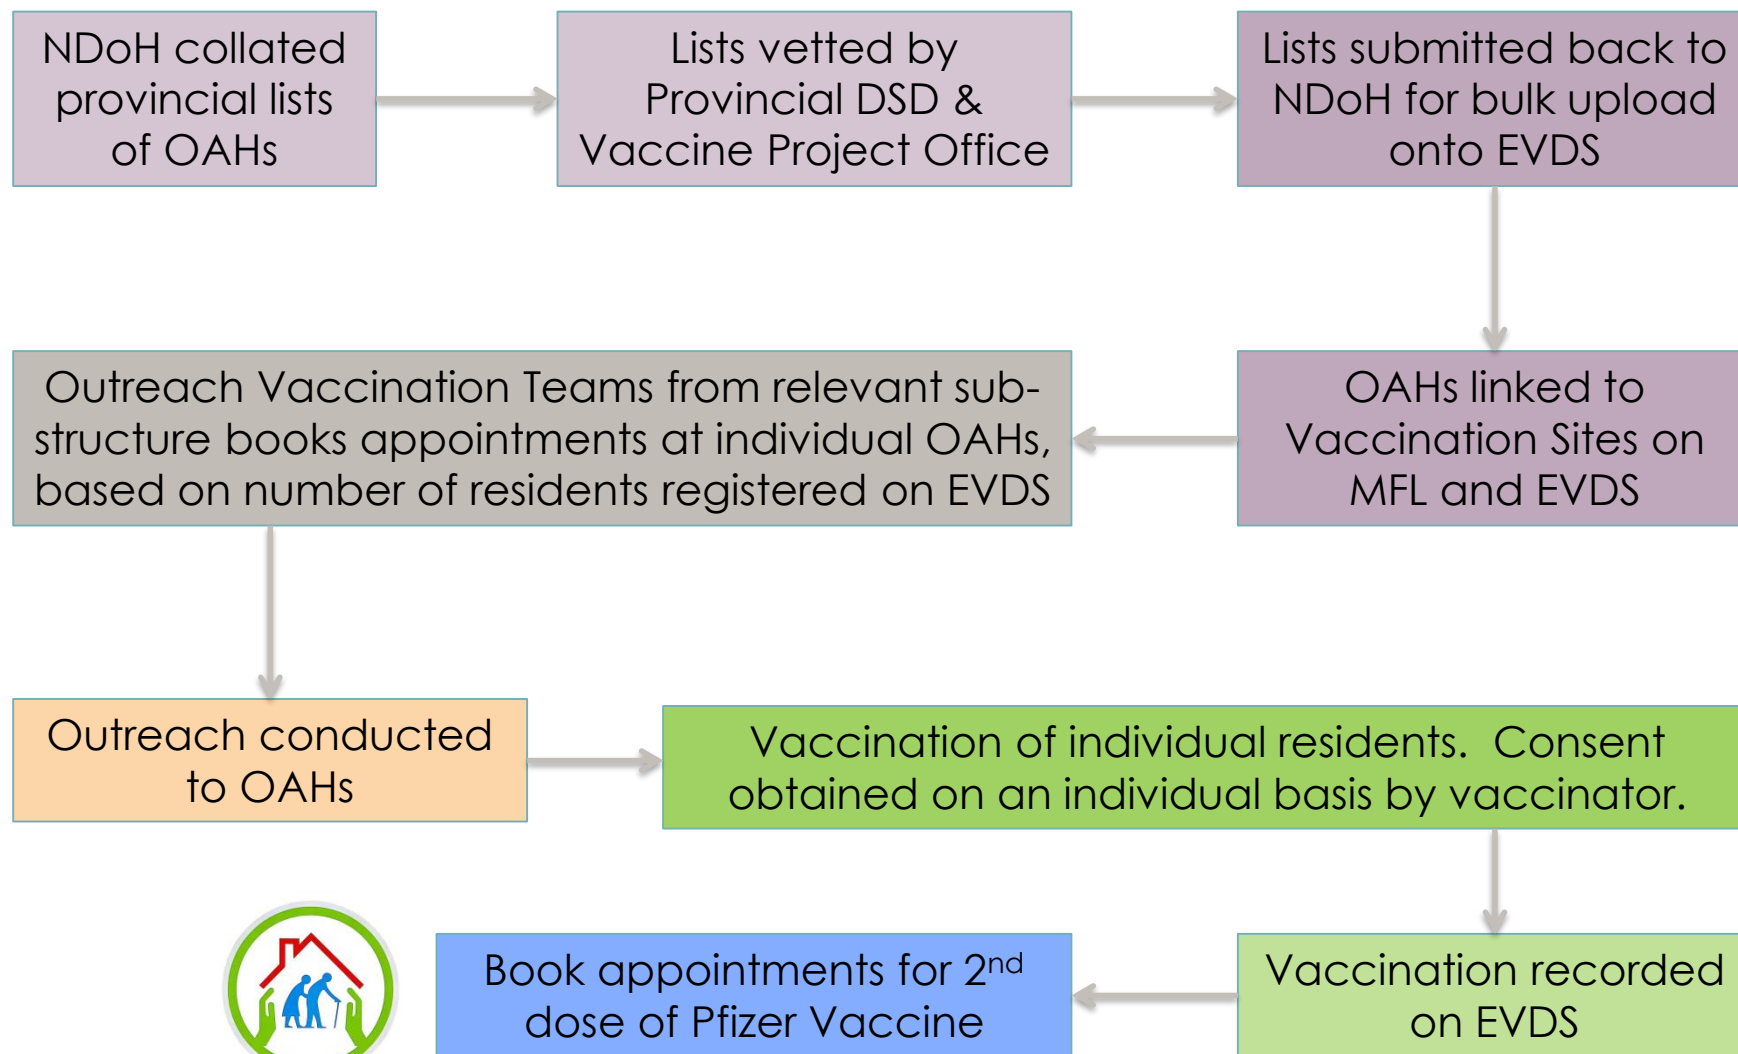 NDoH collated
provincial lists
of OAHs
Lists vetted by
Provincial DSD &
Vaccine Project Office
Lists submitted back to
NDoH for bulk upload
onto EVDS
OAHs linked to
Vaccination Sites on
MFL and EVDS
Outreach Vaccination Teams from relevant sub-
structure books appointments at individual OAHs,
based on number of residents registered on EVDS
Outreach conducted
to OAHs
Vaccination of individual residents.  Consent
obtained on an individual basis by vaccinator.
Vaccination recorded
on EVDS
Book appointments for 2nd
dose of Pfizer Vaccine